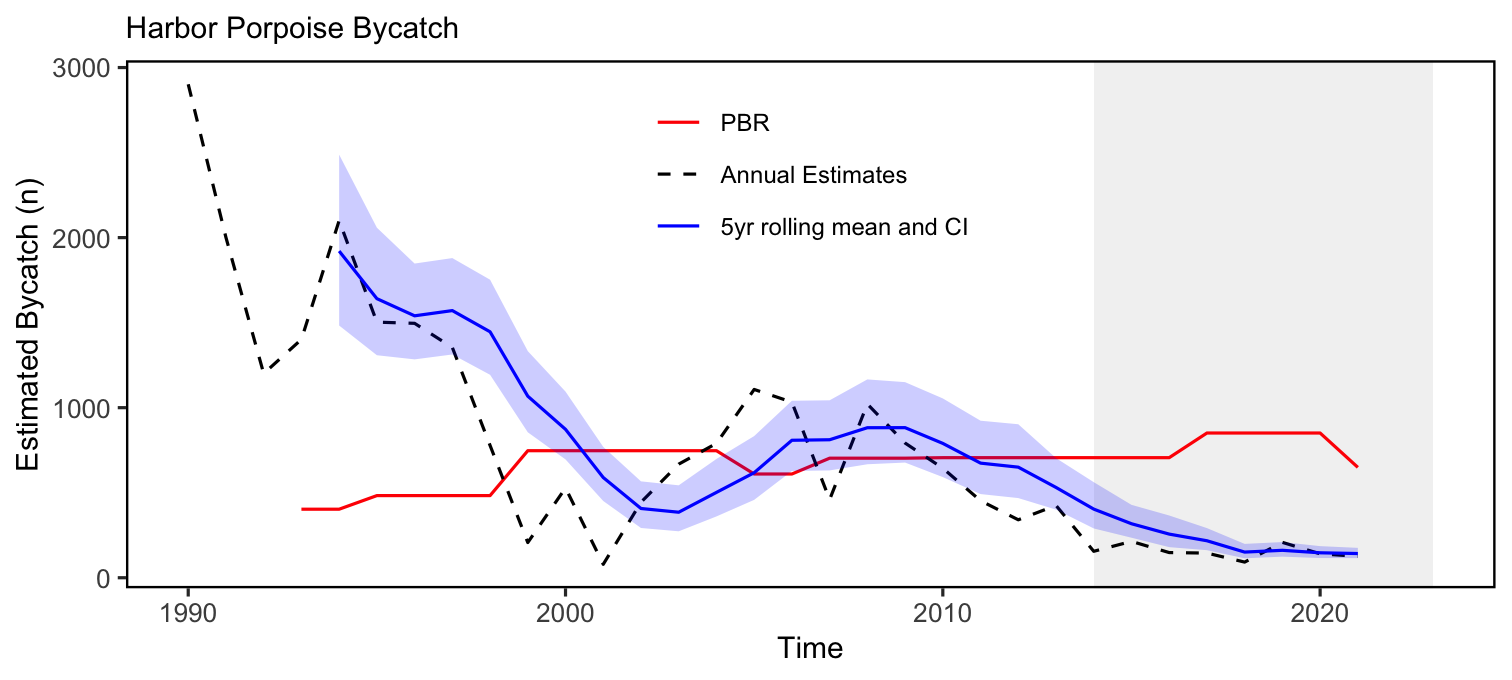 Harbor Porpoise Bycatch
3000
2000
1000
0
Estimated Bycatch (n)
PBR
Annual Estimates
5yr rolling mean and CI
1990 2000 2010 2020
Time